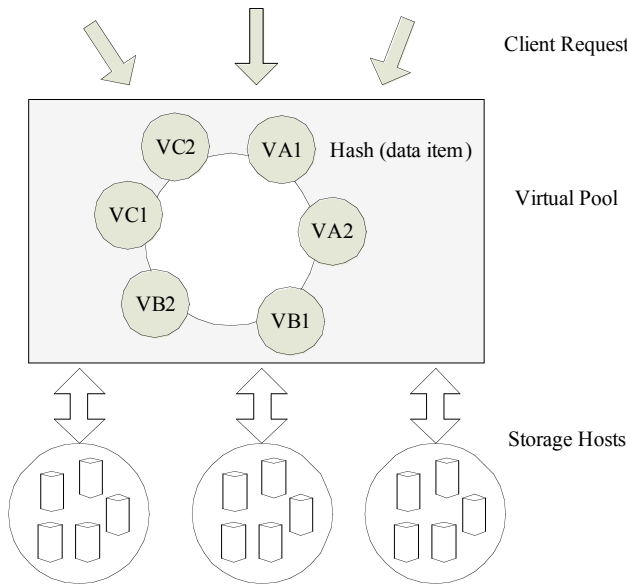 Client Request
VC2
VA1
Hash (data item)
VC1
VA2
Virtual Pool
VB2
VB1
Storage Hosts